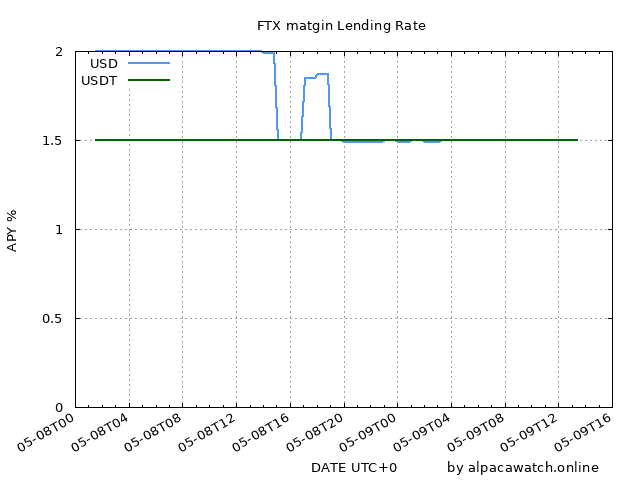 FTX matgin Lending Rate
2
USD
USDT
1.5
1
APY %
0.5
0
05-08T00
05-08T04
05-08T08
05-08T12
05-08T16
05-08T20
05-09T00
05-09T04
05-09T08
05-09T12
05-09T16
DATE UTC+0
by alpacawatch.online